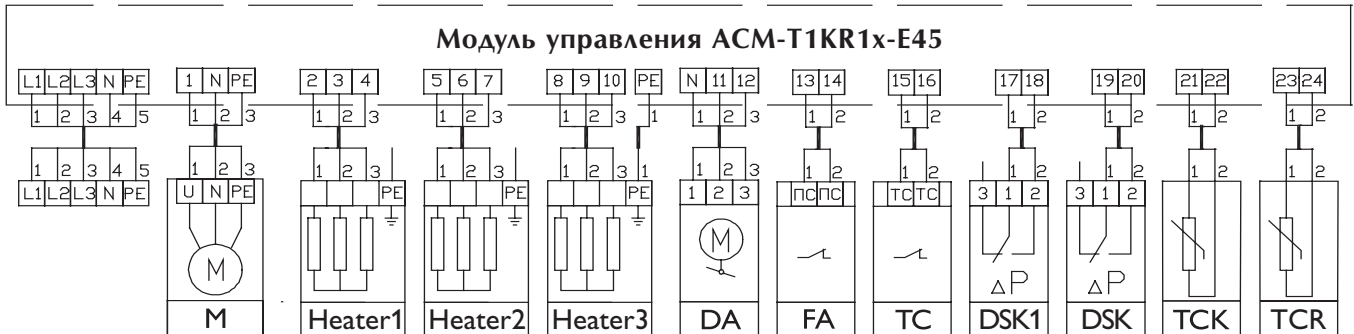 Модуль управления ACM-T1KR1x-E45
L1 L2 L3 N PE 1 N PE 2 3 4 5 6 7 8 9 10 PE N 11 12 13 14 15 16 17 18 19 20 21 22 23 24
1 2 3 4 5 1 2 3 1 2 3 1 2 3 1 2 3 1 1 2 3 1 2 1 2 1 2 1 2 1 2 1 2
1 2 3 4 5 1 2 3 1 2 3 1 2 3 1 2 3 1 1 2 3 1 2 1 2 1 2 1 2 1 2 1 2
L1 L2 L3 N PE U N PE PE PE PE 1 2 3 ПС ПС ТС ТС 3 1 2 3 1 2
M M
ΔP ΔP
M Heater1 Heater2 Heater3 DA FA TC DSK1 DSK TCK TCR